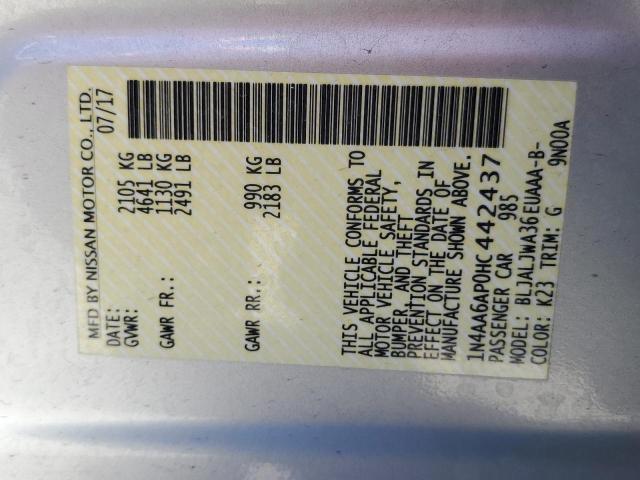 MFD BY NISSAN MOTOR CO., LTD.
DATE: 07/17
GVWR: 2105 KG
4641 LB
GAWR FR.: 1130 KG
2491 LB
GAWR RR.: 990 KG
2183 LB
THIS VEHICLE CONFORMS TO
ALL APPLICABLE FEDERAL
MOTOR VEHICLE SAFETY,
BUMPER, AND THEFT
PREVENTION STANDARDS IN
EFFECT ON THE DATE OF
MANUFACTURE SHOWN ABOVE.
1N4AA6AP0HC442437
PASSENGER CAR 985
MODEL: BLJALJWA36EUAAA-B-
COLOR: K23 TRIM: G 9N00A